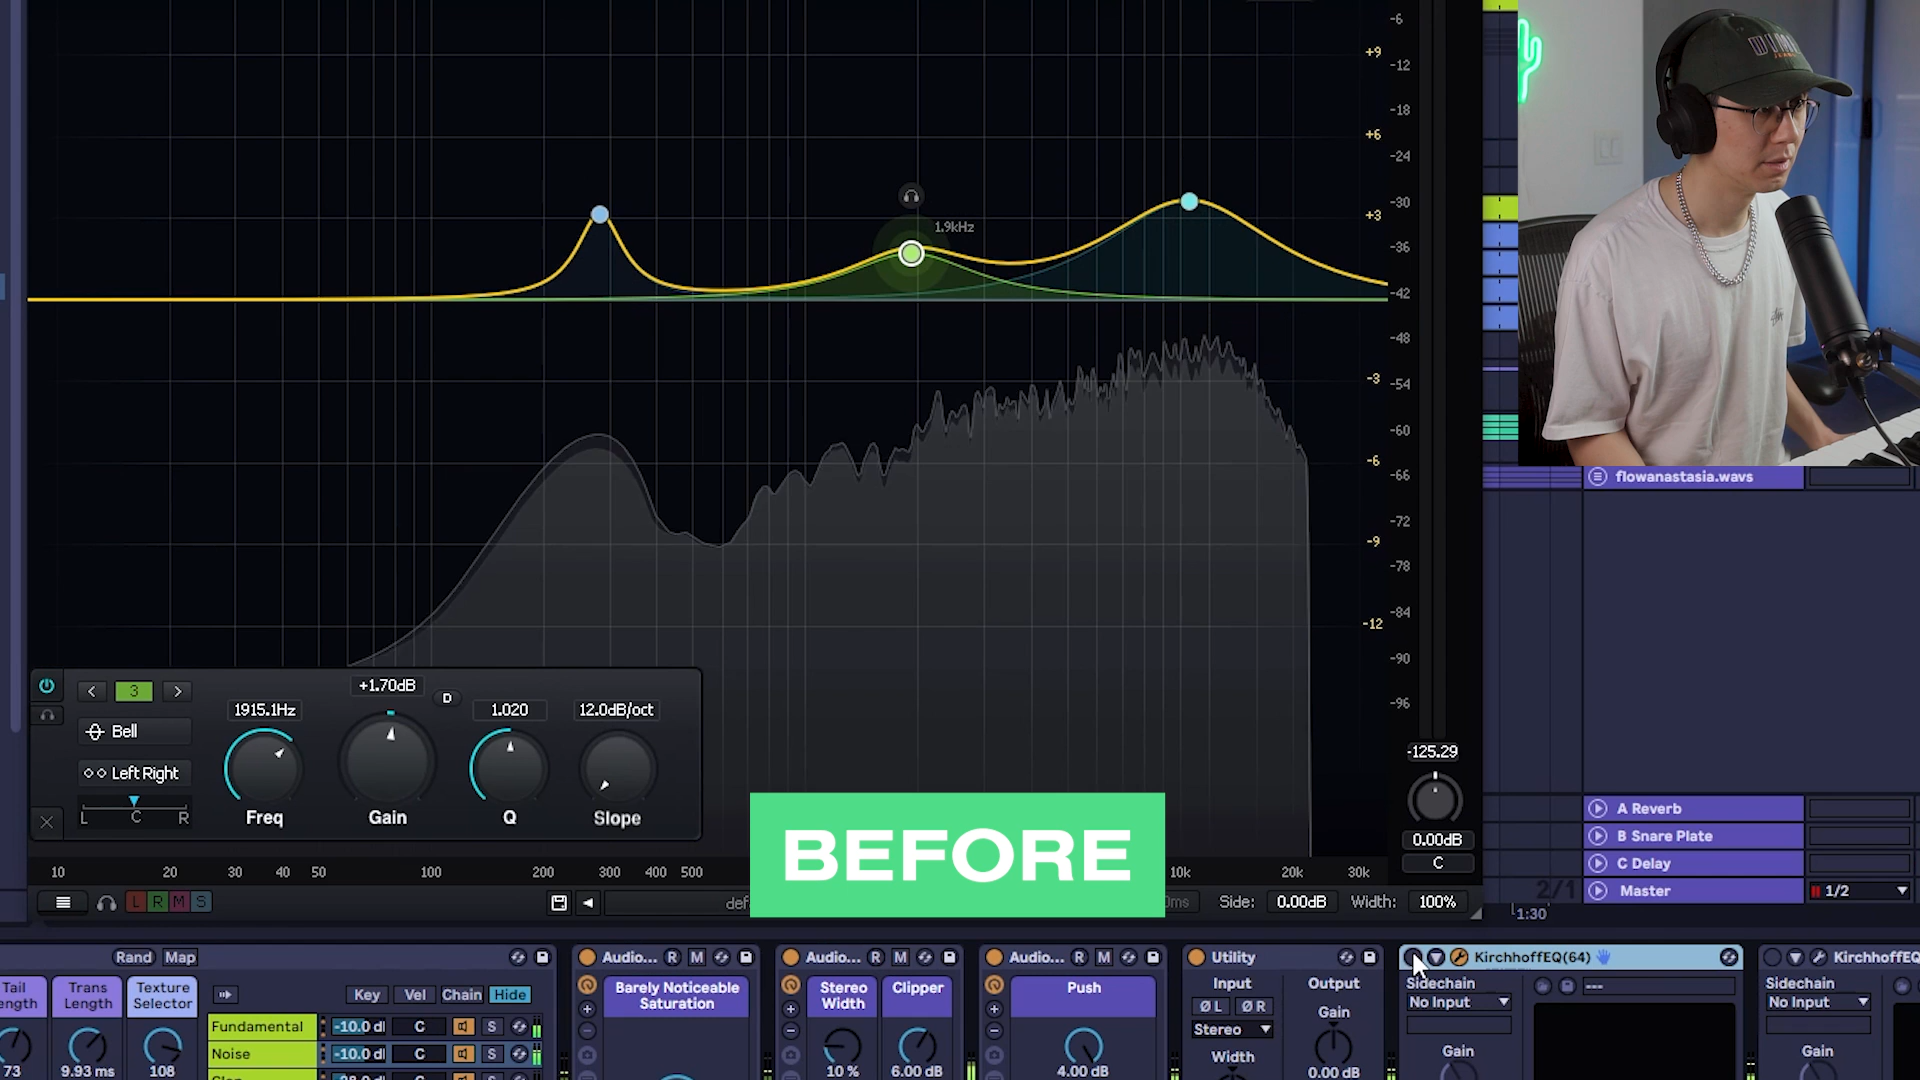 -6
+9
-12
-18
+6
-24
-30
+3
1.9kHz
-36
-42
-48
-3
-54
-60
-6
-66
flowanastasia.wavs
-72
-9
-78
-84
-12
-90
-96
3
+1.70dB
D
1915.1Hz
1.020
12.0dB/oct
Bell
Left Right
L C R
Freq
Gain
Q
Slope
-125.29
0.00dB
C
BEFORE
10 20 30 40 50 100 200 300 400 500 10k 20k 30k
L R M S
Side: 0.00dB Width: 100%
A Reverb
B Snare Plate
C Delay
Master
2/1
1/2
1:30
Rand Map
Trans
Length
Texture
Selector
Key Vel Chain Hide
Fundamental -10.0 C S
Noise -10.0 C S
73
9.93 ms
108
Audio... R M
Barely Noticeable
Saturation
Audio... R M
Stereo
Width
Clipper
10 %
6.00 dB
Audio... R M
Push
4.00 dB
Utility
Input
Output
Ø L Ø R
Gain
Stereo
Width
0.00 dB
KirchhoffEQ(64)
Sidechain
No Input
---
Gain
KirchhoffEQ
Sidechain
No Input
Gain